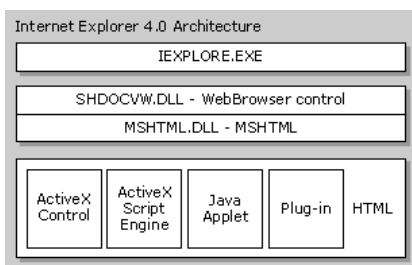 Internet Explorer 4.0 Architecture
IEXPLORE.EXE
SHDOCVW.DLL - WebBrowser control
MSHTML.DLL - MSHTML
ActiveX
Control
ActiveX
Script
Engine
Java
Applet
Plug-in
HTML